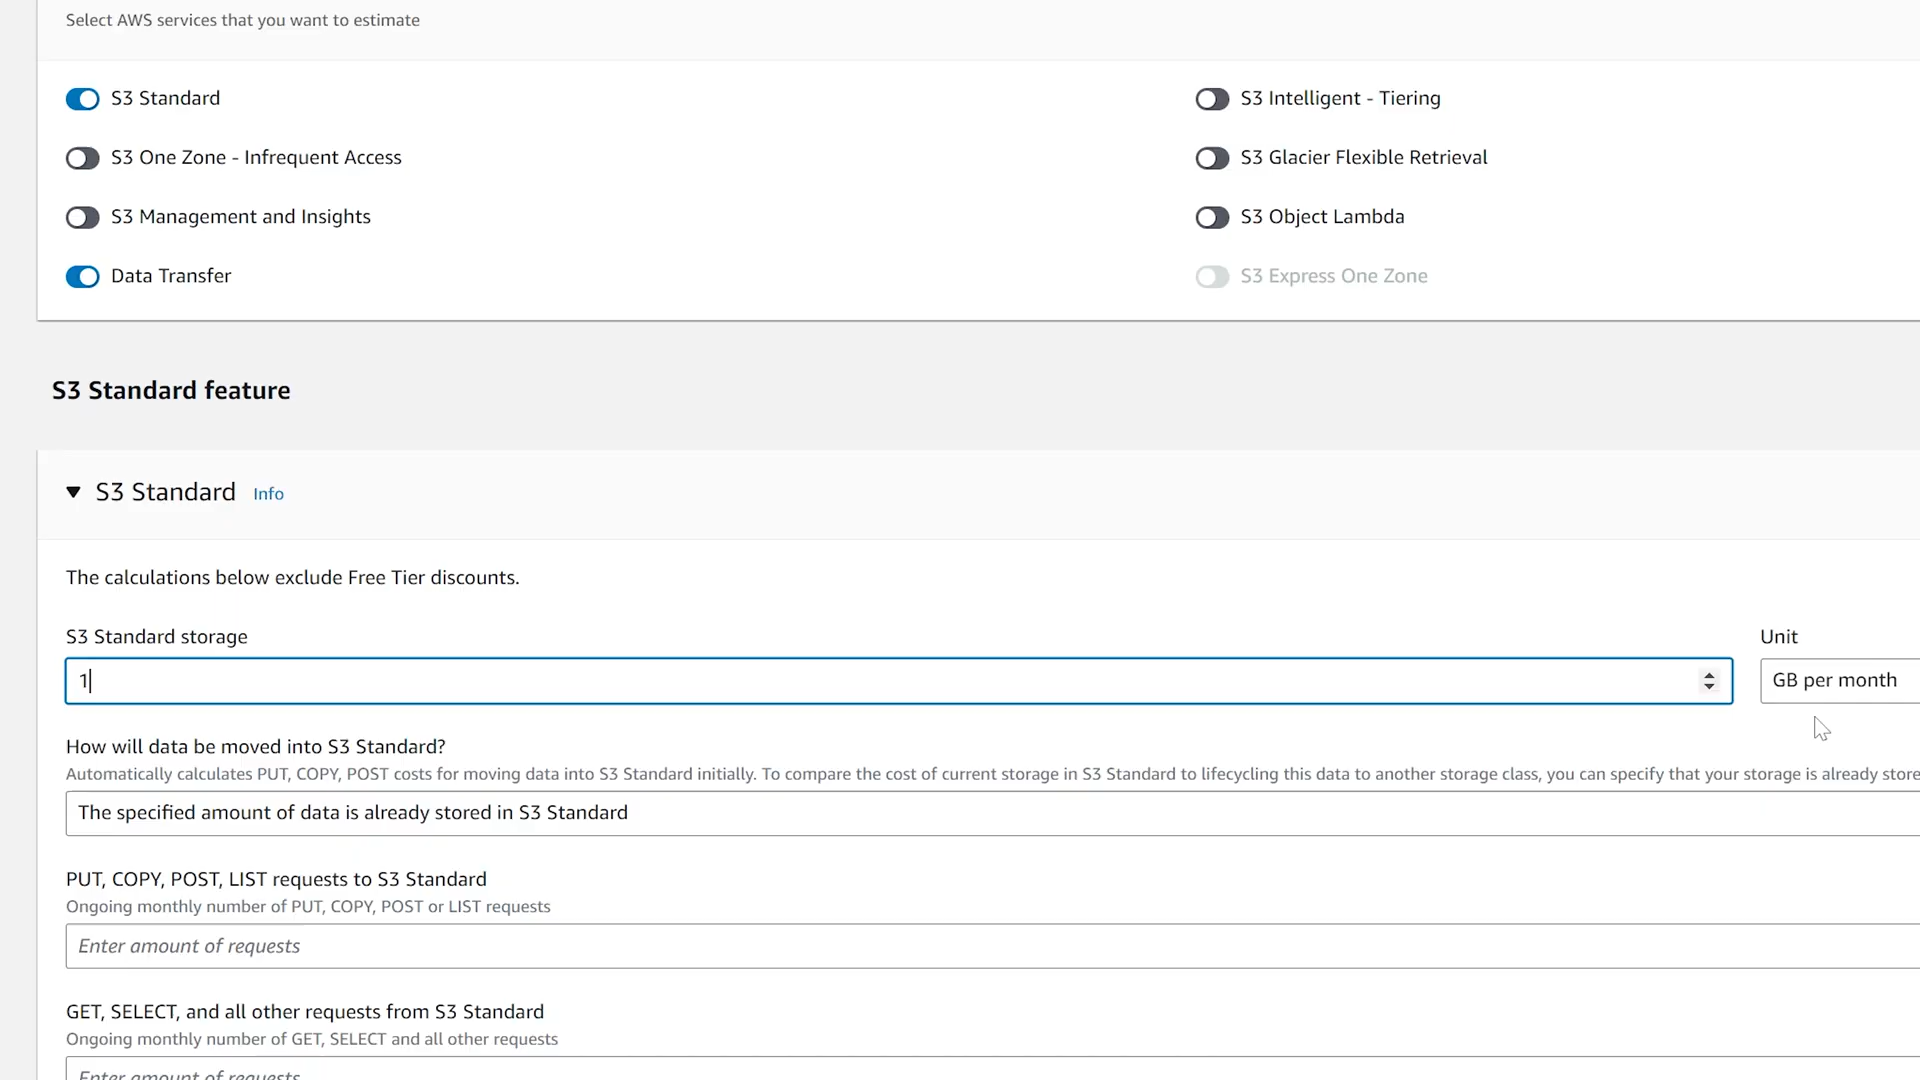 Select AWS services that you want to estimate
S3 Standard
S3 Intelligent - Tiering
S3 One Zone - Infrequent Access
S3 Glacier Flexible Retrieval
S3 Management and Insights
S3 Object Lambda
Data Transfer
S3 Express One Zone
S3 Standard feature
S3 Standard Info
The calculations below exclude Free Tier discounts.
S3 Standard storage
Unit
1
GB per month
How will data be moved into S3 Standard?
Automatically calculates PUT, COPY, POST costs for moving data into S3 Standard initially. To compare the cost of current storage in S3 Standard to lifecycling this data to another storage class, you can specify that your storage is already store
The specified amount of data is already stored in S3 Standard
PUT, COPY, POST, LIST requests to S3 Standard
Ongoing monthly number of PUT, COPY, POST or LIST requests
Enter amount of requests
GET, SELECT, and all other requests from S3 Standard
Ongoing monthly number of GET, SELECT and all other requests
Enter amount of requests